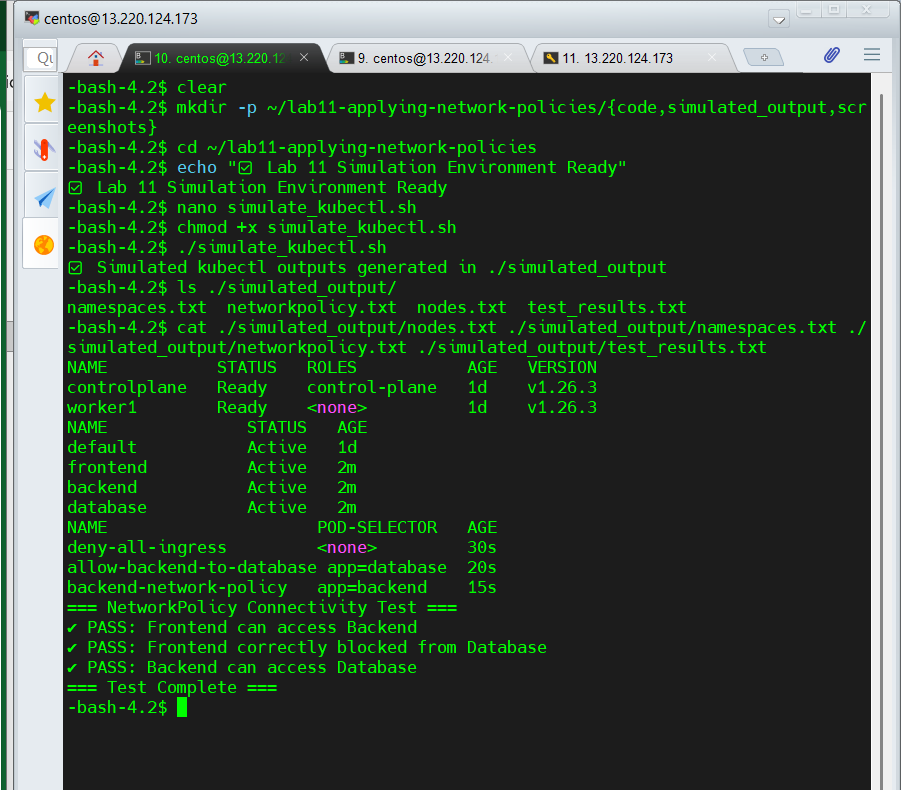 centos@13.220.124.173
Qu
10. centos@13.220.12
9. centos@13.220.124.
11. 13.220.124.173
-bash-4.2$ clear
-bash-4.2$ mkdir -p ~/lab11-applying-network-policies/{code,simulated_output,scr
eenshots}
-bash-4.2$ cd ~/lab11-applying-network-policies
-bash-4.2$ echo "☑ Lab 11 Simulation Environment Ready"
☑ Lab 11 Simulation Environment Ready
-bash-4.2$ nano simulate_kubectl.sh
-bash-4.2$ chmod +x simulate_kubectl.sh
-bash-4.2$ ./simulate_kubectl.sh
☑ Simulated kubectl outputs generated in ./simulated_output
-bash-4.2$ ls ./simulated_output/
namespaces.txt  networkpolicy.txt  nodes.txt  test_results.txt
-bash-4.2$ cat ./simulated_output/nodes.txt ./simulated_output/namespaces.txt ./
simulated_output/networkpolicy.txt ./simulated_output/test_results.txt
NAME           STATUS   ROLES           AGE   VERSION
controlplane   Ready    control-plane   1d    v1.26.3
worker1        Ready    <none>          1d    v1.26.3
NAME              STATUS   AGE
default           Active   1d
frontend          Active   2m
backend           Active   2m
database          Active   2m
NAME                     POD-SELECTOR   AGE
deny-all-ingress         <none>         30s
allow-backend-to-database app=database  20s
backend-network-policy   app=backend    15s
=== NetworkPolicy Connectivity Test ===
✔ PASS: Frontend can access Backend
✔ PASS: Frontend correctly blocked from Database
✔ PASS: Backend can access Database
=== Test Complete ===
-bash-4.2$